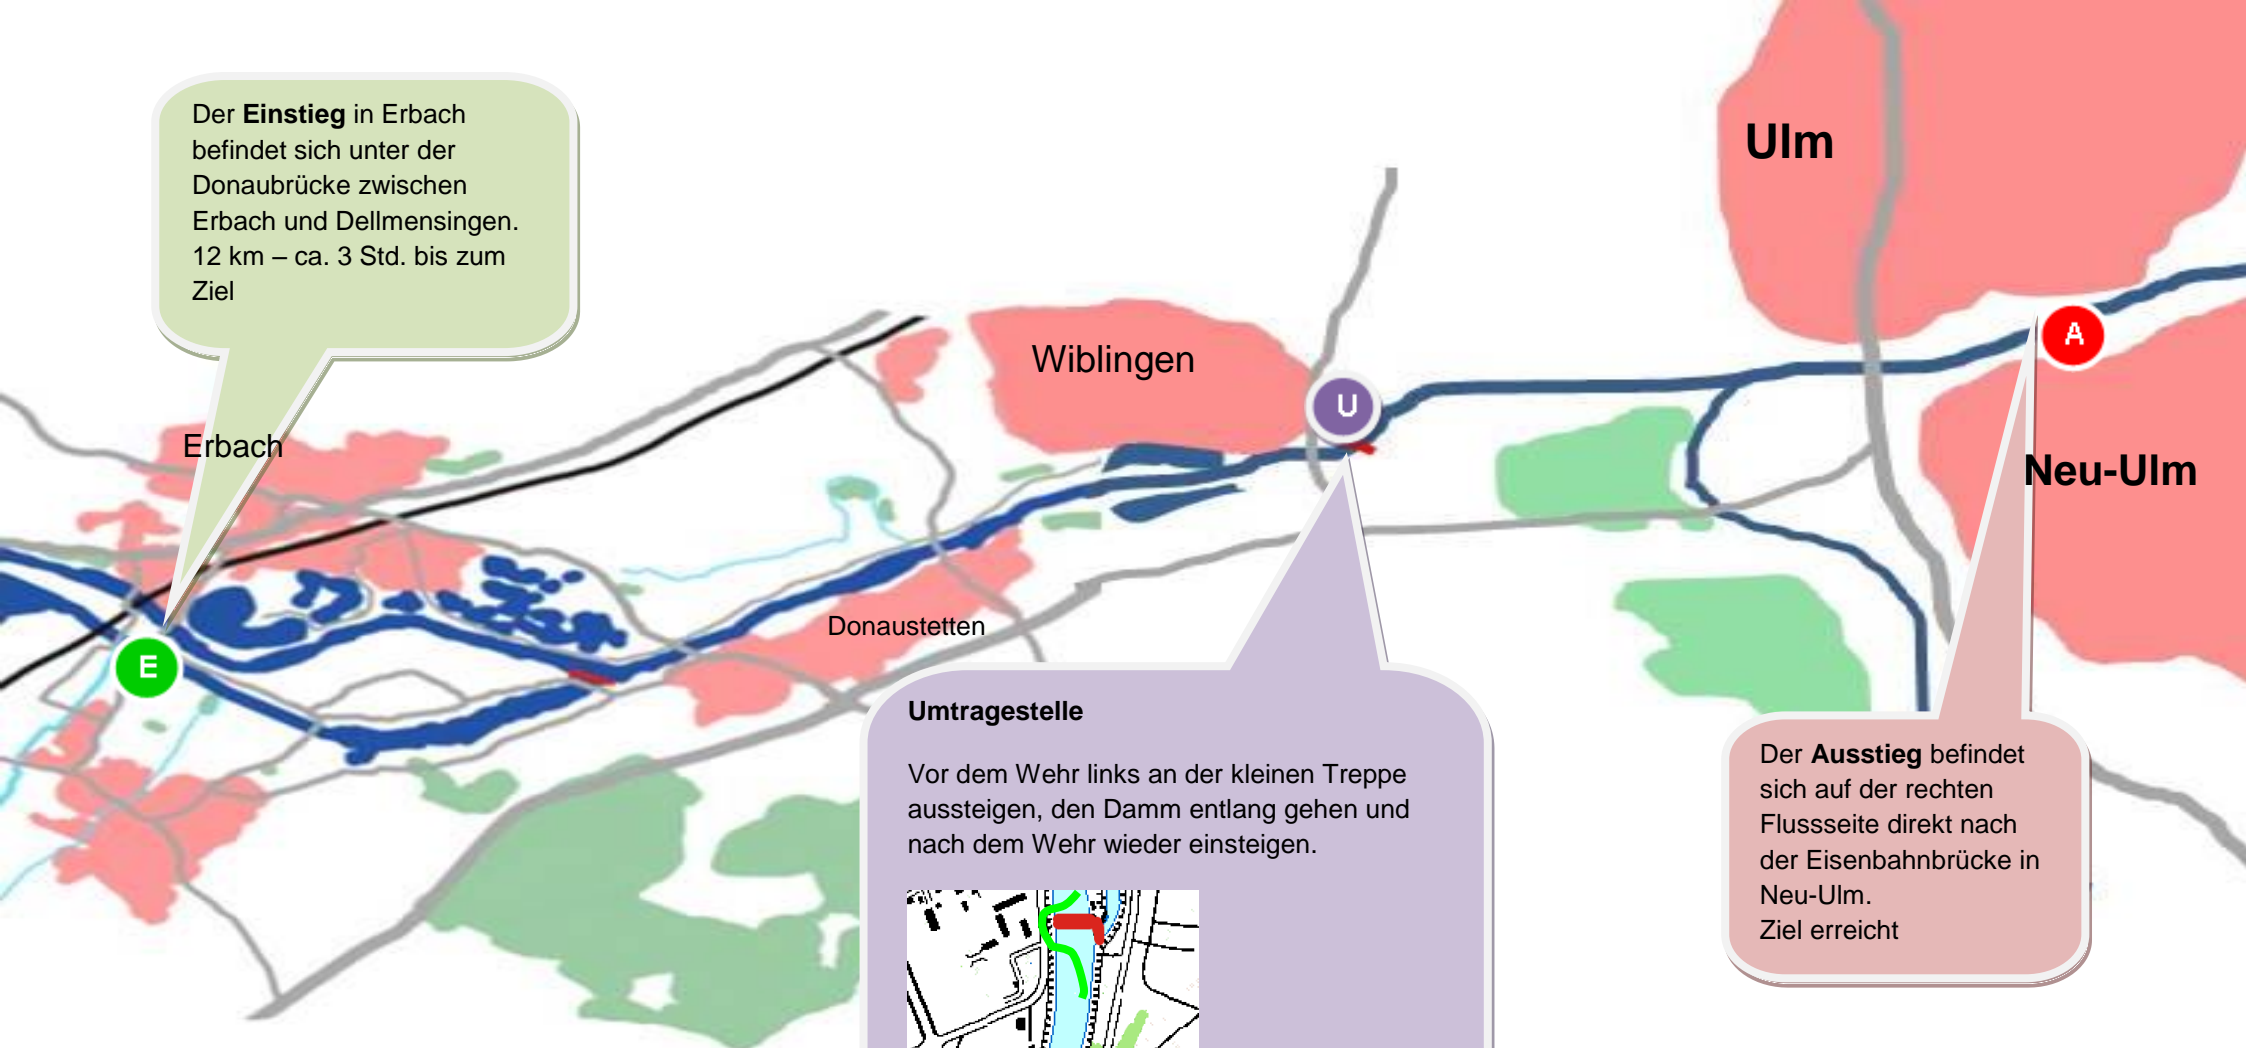 Der Einstieg in Erbach
befindet sich unter der
Donaubrücke zwischen
Erbach und Dellmensingen.
12 km – ca. 3 Std. bis zum
Ziel
Ulm
Wiblingen
U
A
Erbach
Neu-Ulm
E
Donaustetten
Umtragestelle
Vor dem Wehr links an der kleinen Treppe
aussteigen, den Damm entlang gehen und
nach dem Wehr wieder einsteigen.
Der Ausstieg befindet
sich auf der rechten
Flussseite direkt nach
der Eisenbahnbrücke in
Neu-Ulm.
Ziel erreicht